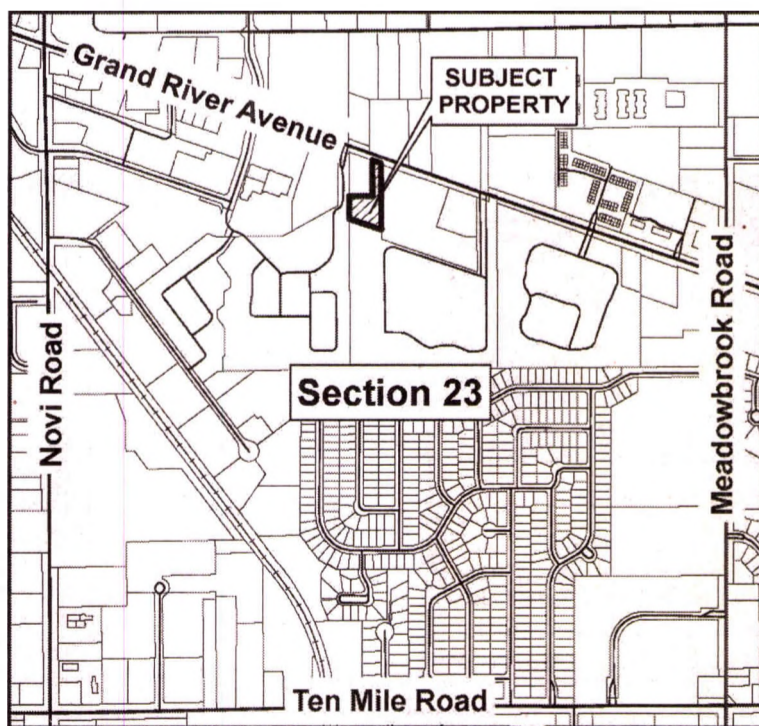 Grand River Avenue
SUBJECT
PROPERTY
Novi Road
Section 23
Meadowbrook Road
Ten Mile Road